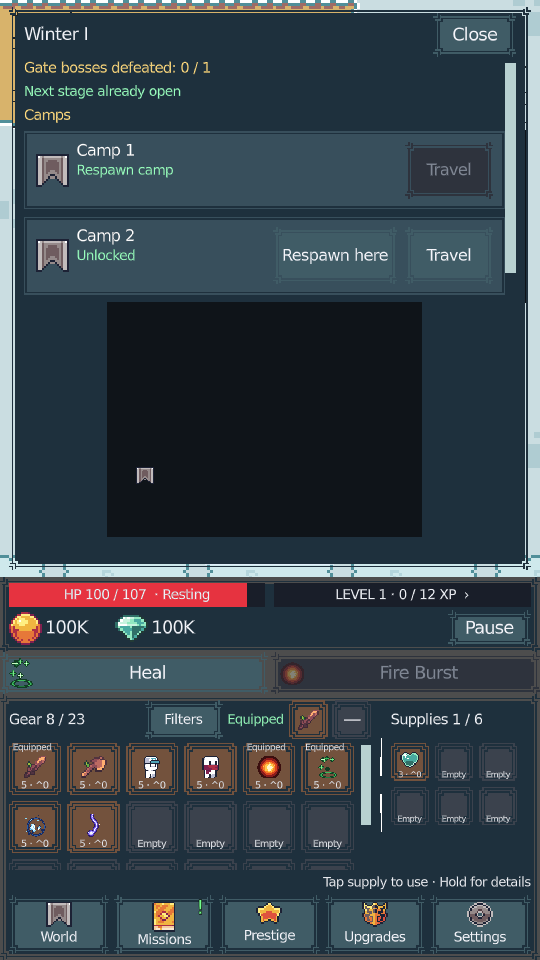 Winter I
Close
Gate bosses defeated: 0 / 1
Next stage already open
Camps
Camp 1
Respawn camp
Travel
Camp 2
Unlocked
Respawn here
Travel
HP 100 / 107 · Resting
LEVEL 1 · 0 / 12 XP ›
100K
100K
Pause
Heal
Fire Burst
Gear 8 / 23
Filters
Equipped
—
Supplies 1 / 6
Equipped
5 · ^0
5 · ^0
5 · ^0
5 · ^0
Equipped
5 · ^0
Equipped
5 · ^0
3 · ^0
Empty
Empty
5 · ^0
5 · ^0
Empty
Empty
Empty
Empty
Empty
Empty
Empty
Tap supply to use · Hold for details
World
!
Missions
Prestige
Upgrades
Settings